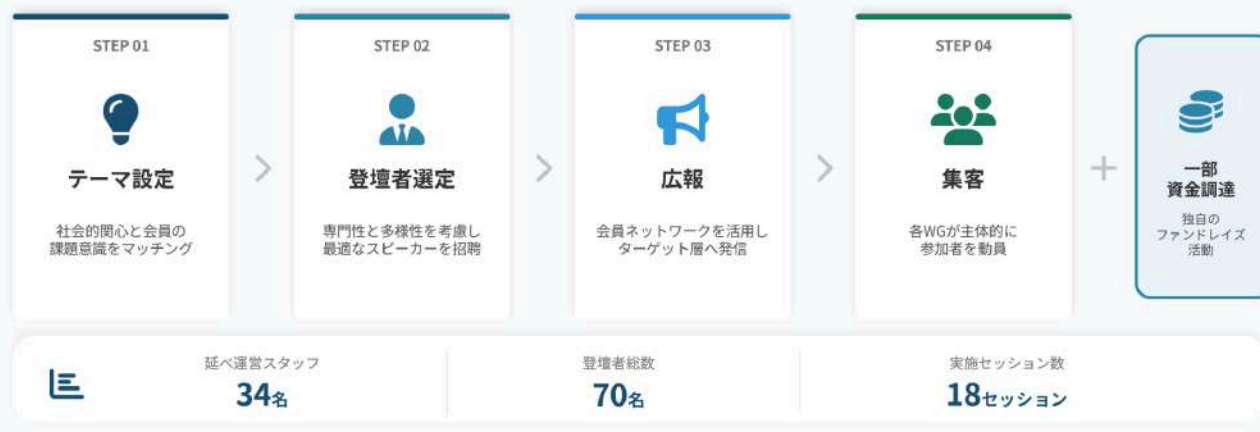 STEP 01
テーマ設定
社会的関心と会員の
課題意識をマッチング
STEP 02
登壇者選定
専門性と多様性を考慮し
最適なスピーカーを招聘
STEP 03
広報
会員ネットワークを活用し
ターゲット層へ発信
STEP 04
集客
各WGが主体的に
参加者を動員
一部
資金調達
独自の
ファンドレイズ
活動
延べ運営スタッフ
34名
登壇者総数
70名
実施セッション数
18セッション